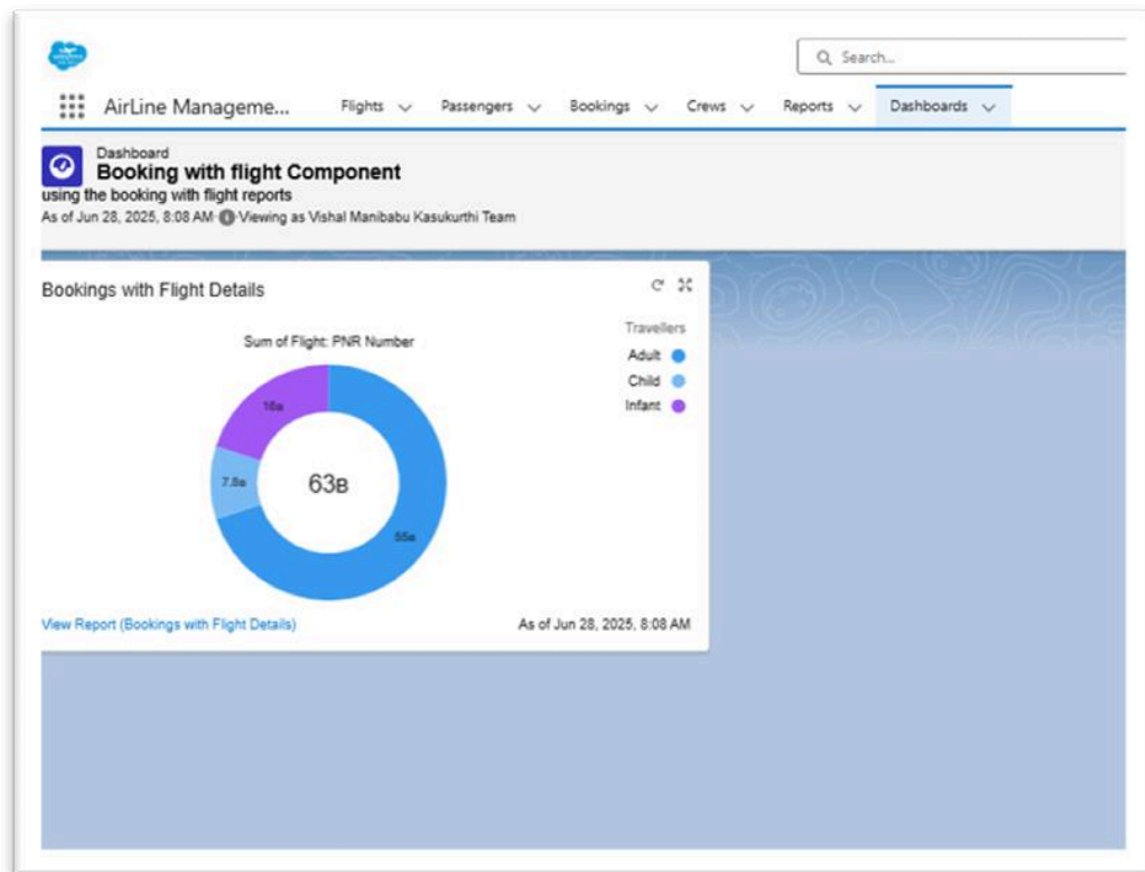 Search...
AirLine Manageme...
Flights
Passengers
Bookings
Crews
Reports
Dashboards
Dashboard
Booking with flight Component
using the booking with flight reports
As of Jun 28, 2025, 8:08 AM Viewing as Vishal Manibabu Kasukurthi Team
Bookings with Flight Details
Sum of Flight: PNR Number
Travellers
Adult
Child
Infant
16B
7.8B
63B
55B
View Report (Bookings with Flight Details)
As of Jun 28, 2025, 8:08 AM